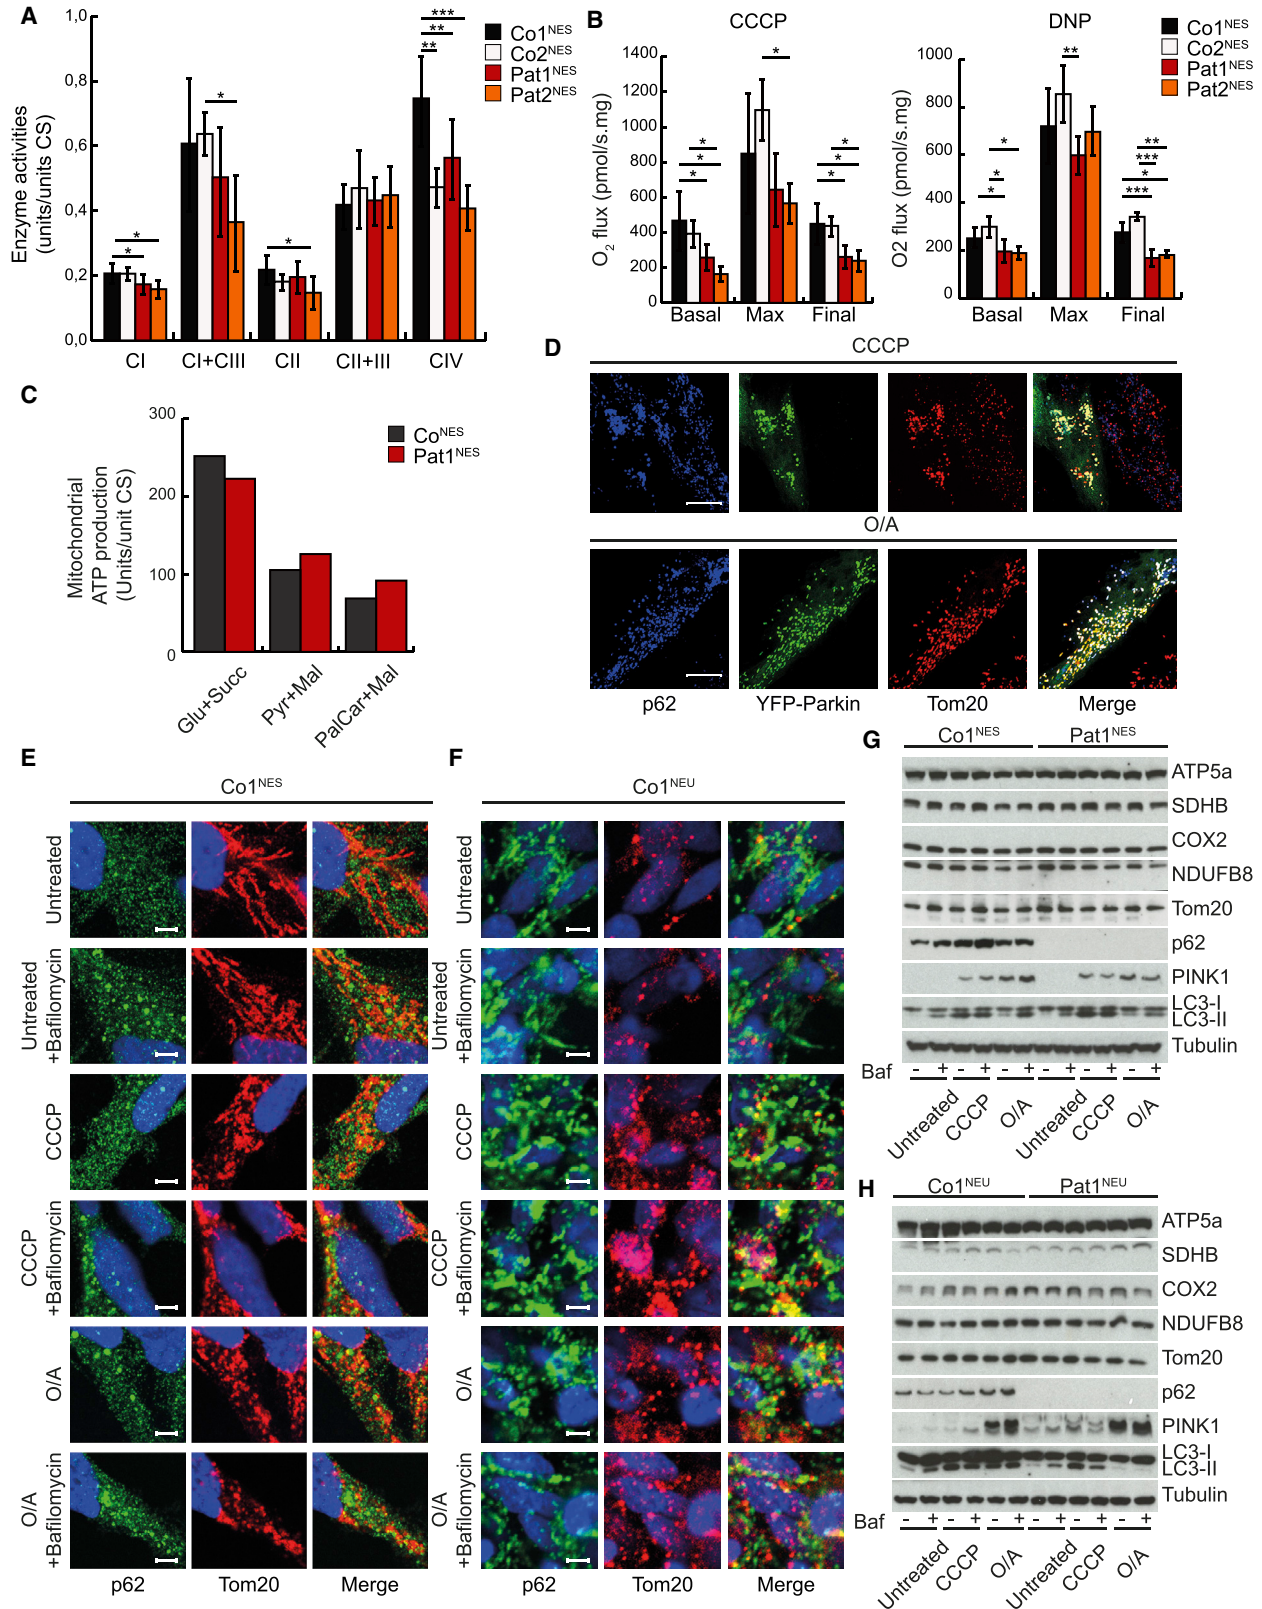 A
Enzyme activities
(units/units CS)
1,0
0,8
0,6
0,4
0,2
0,0
*
*
*
*
***
**
**
CI
CI+CIII
CII
CII+III
CIV
Co1NES
Co2NES
Pat1NES
Pat2NES
B
CCCP
O2 flux (pmol/s.mg)
1400
1200
1000
800
600
400
200
0
*
*
*
*
*
*
*
Basal
Max
Final
DNP
O2 flux (pmol/s.mg)
1000
800
600
400
200
0
*
*
*
**
**
***
*
***
Basal
Max
Final
Co1NES
Co2NES
Pat1NES
Pat2NES
C
Mitochondrial
ATP production
(Units/unit CS)
300
200
100
0
CoNES
Pat1NES
Glu+Succ
Pyr+Mal
PalCar+Mal
D
CCCP
O/A
p62
YFP-Parkin
Tom20
Merge
E
Co1NES
Untreated
Untreated
+Bafilomycin
CCCP
CCCP
+Bafilomycin
O/A
O/A
+Bafilomycin
p62
Tom20
Merge
F
Co1NEU
Untreated
Untreated
+Bafilomycin
CCCP
CCCP
+Bafilomycin
O/A
O/A
+Bafilomycin
p62
Tom20
Merge
G
Co1NES
Pat1NES
ATP5a
SDHB
COX2
NDUFB8
Tom20
p62
PINK1
LC3-I
LC3-II
Tubulin
Baf - + - + - + - + - + - +
Untreated
CCCP
O/A
Untreated
CCCP
O/A
H
Co1NEU
Pat1NEU
ATP5a
SDHB
COX2
NDUFB8
Tom20
p62
PINK1
LC3-I
LC3-II
Tubulin
Baf - + - + - + - + - + - +
Untreated
CCCP
O/A
Untreated
CCCP
O/A